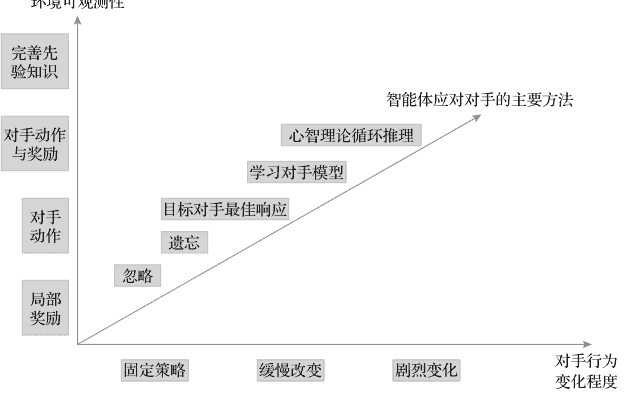 环境可观测性
完善先
验知识
智能体应对对手的主要方法
对手动作
与奖励
心智理论循环推理
学习对手模型
对手
动作
目标对手最佳响应
遗忘
忽略
局部
奖励
固定策略
缓慢改变
剧烈变化
对手行为
变化程度